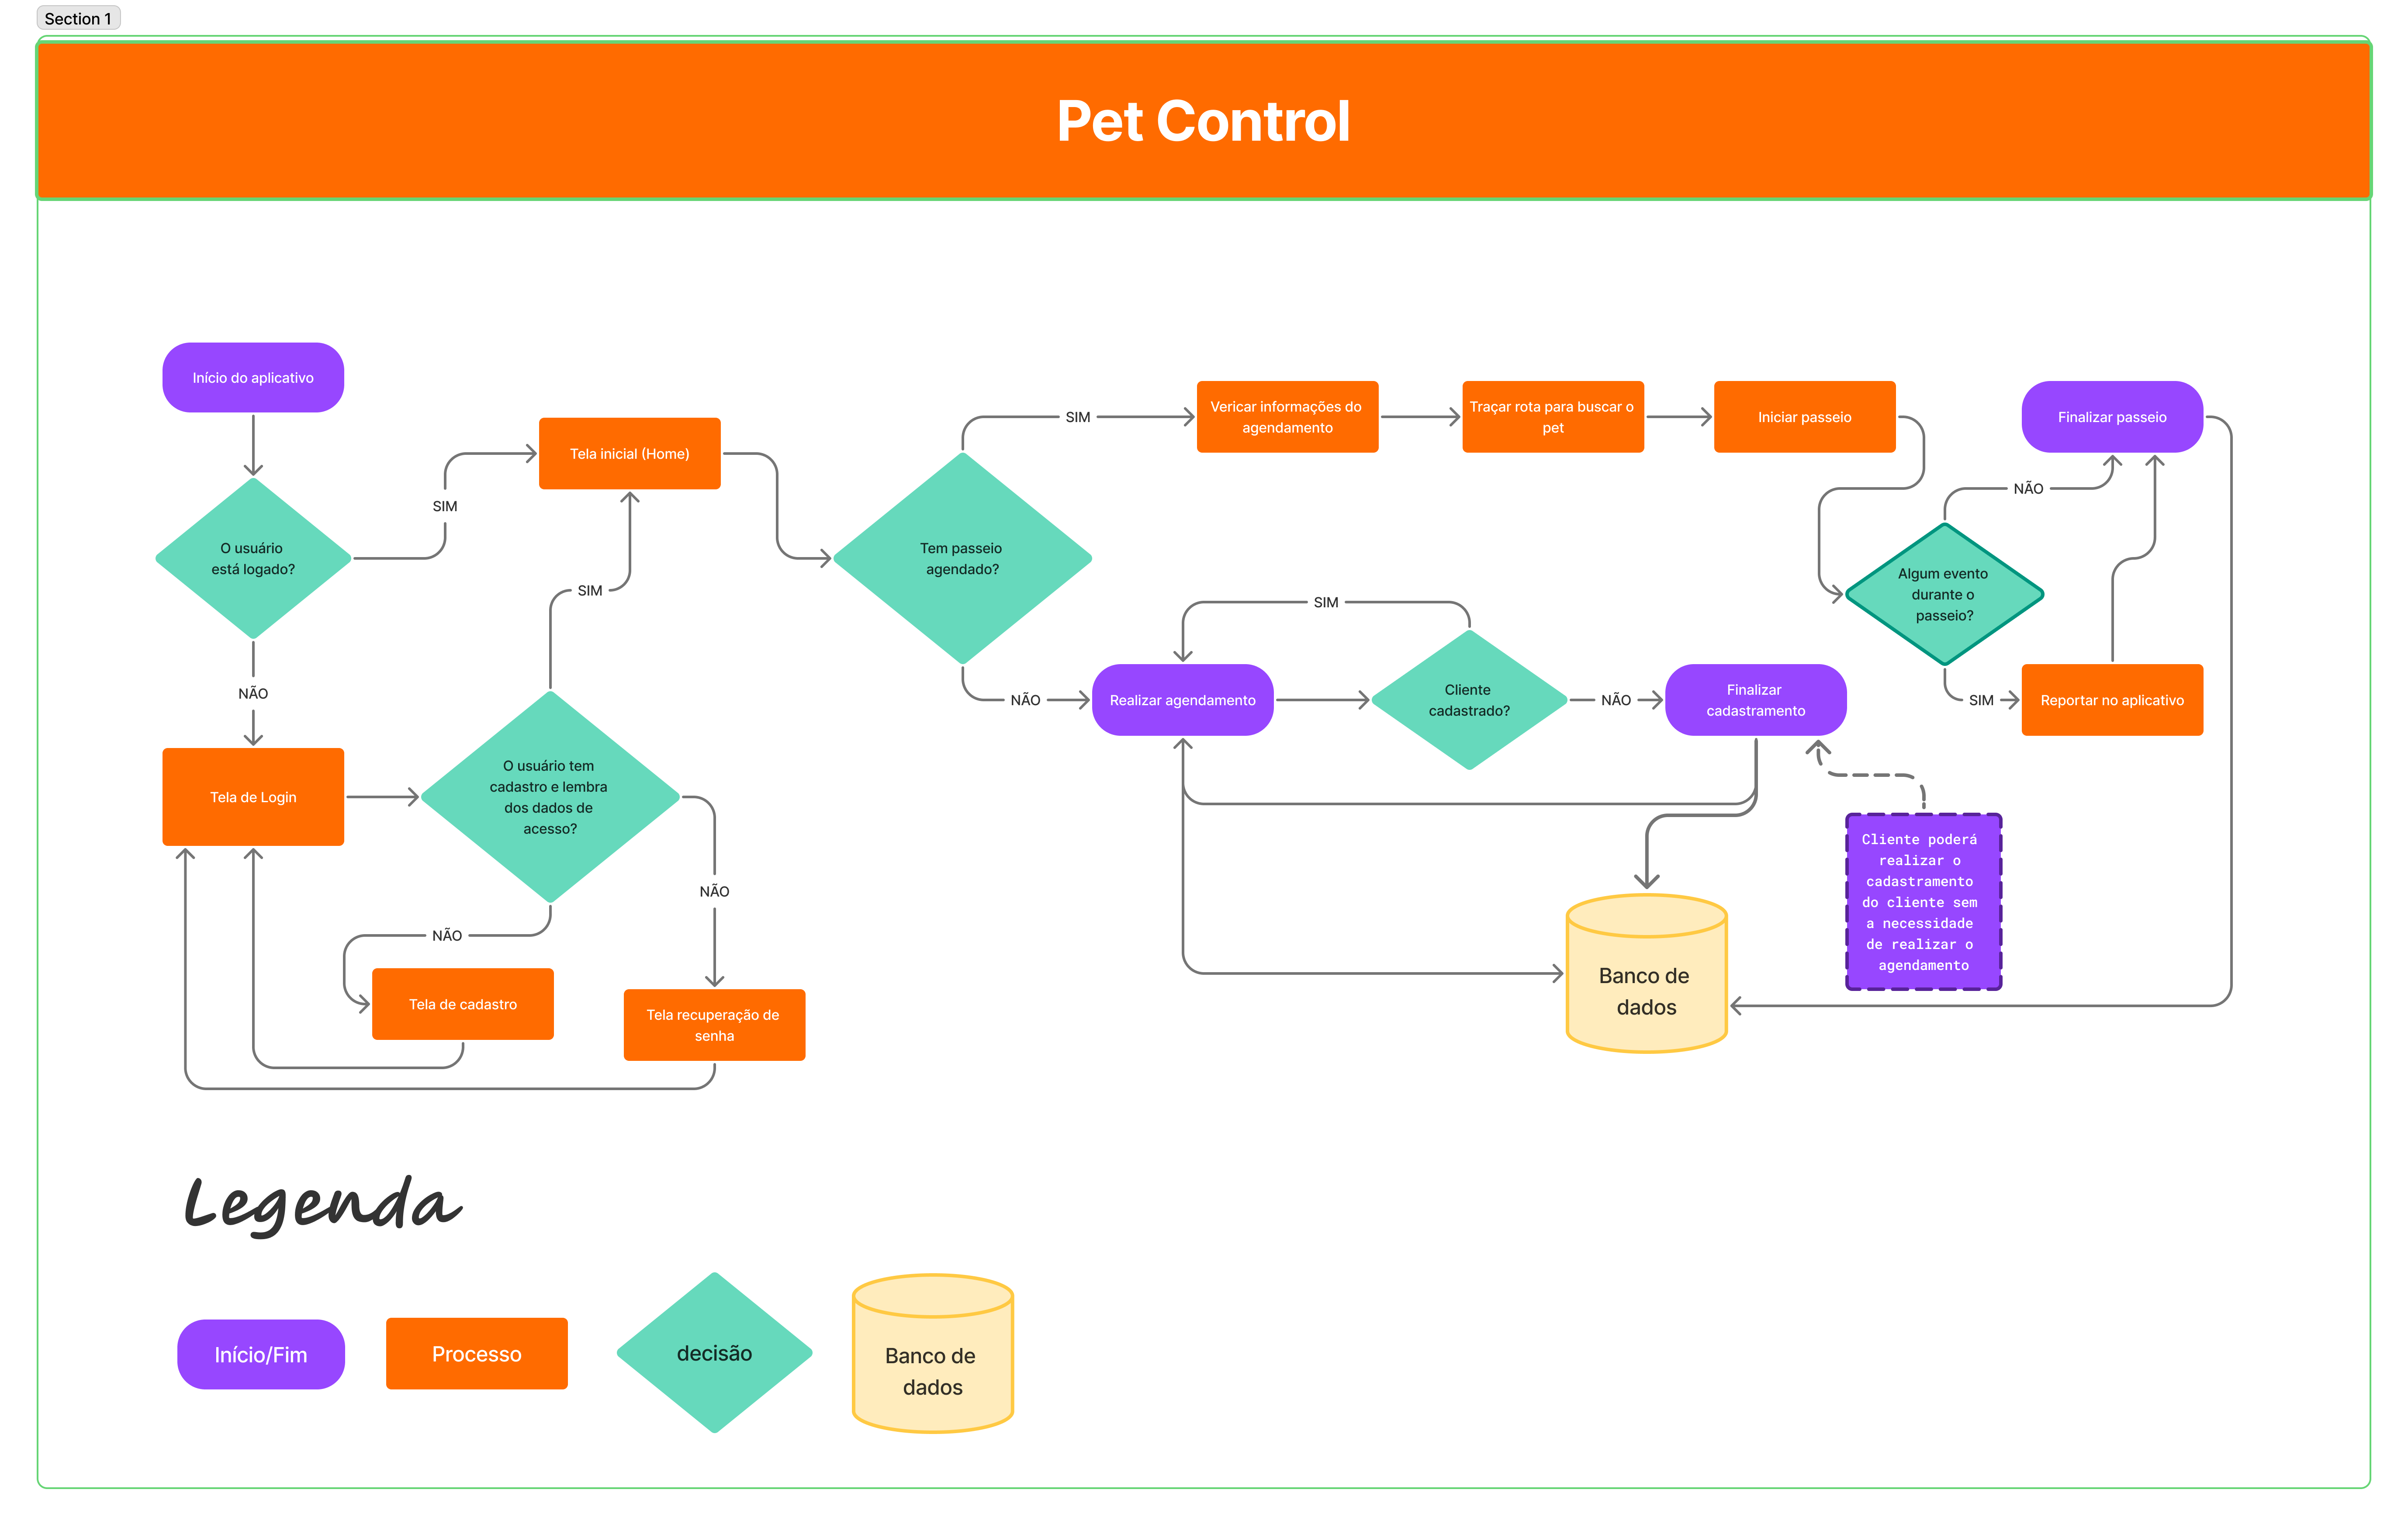 Section 1
Pet Control
Início do aplicativo
O usuário
está logado?
SIM
NÃO
Tela inicial (Home)
SIM
Tela de Login
O usuário tem
cadastro e lembra
dos dados de
acesso?
NÃO
NÃO
Tela de cadastro
Tela recuperação de
senha
Tem passeio
agendado?
SIM
Vericar informações do
agendamento
Traçar rota para buscar o
pet
Iniciar passeio
Finalizar passeio
NÃO
Algum evento
durante o
passeio?
SIM
Reportar no aplicativo
NÃO
Realizar agendamento
SIM
Cliente
cadastrado?
NÃO
Finalizar
cadastramento
Cliente poderá
realizar o
cadastramento
do cliente sem
a necessidade
de realizar o
agendamento
Banco de
dados
Legenda
Início/Fim
Processo
decisão
Banco de
dados